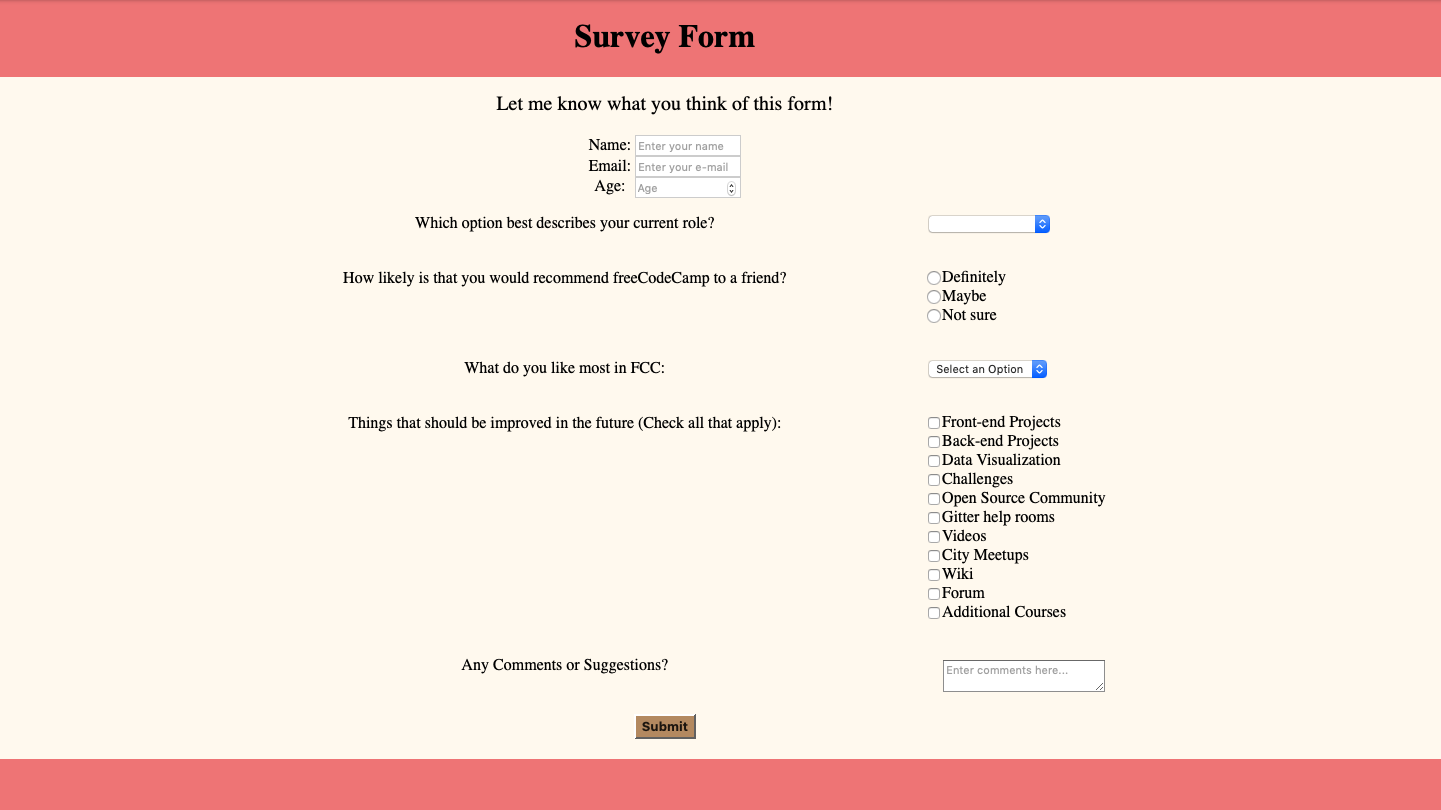 Survey Form
Let me know what you think of this form!
Name: Enter your name
Email: Enter your e-mail
Age: Age
Which option best describes your current role?
How likely is that you would recommend freeCodeCamp to a friend?
Definitely
Maybe
Not sure
What do you like most in FCC:
Select an Option
Things that should be improved in the future (Check all that apply):
Front-end Projects
Back-end Projects
Data Visualization
Challenges
Open Source Community
Gitter help rooms
Videos
City Meetups
Wiki
Forum
Additional Courses
Any Comments or Suggestions?
Enter comments here...
Submit